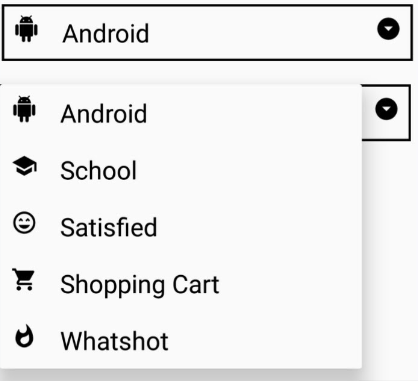 Android
Android
School
Satisfied
Shopping Cart
Whatshot